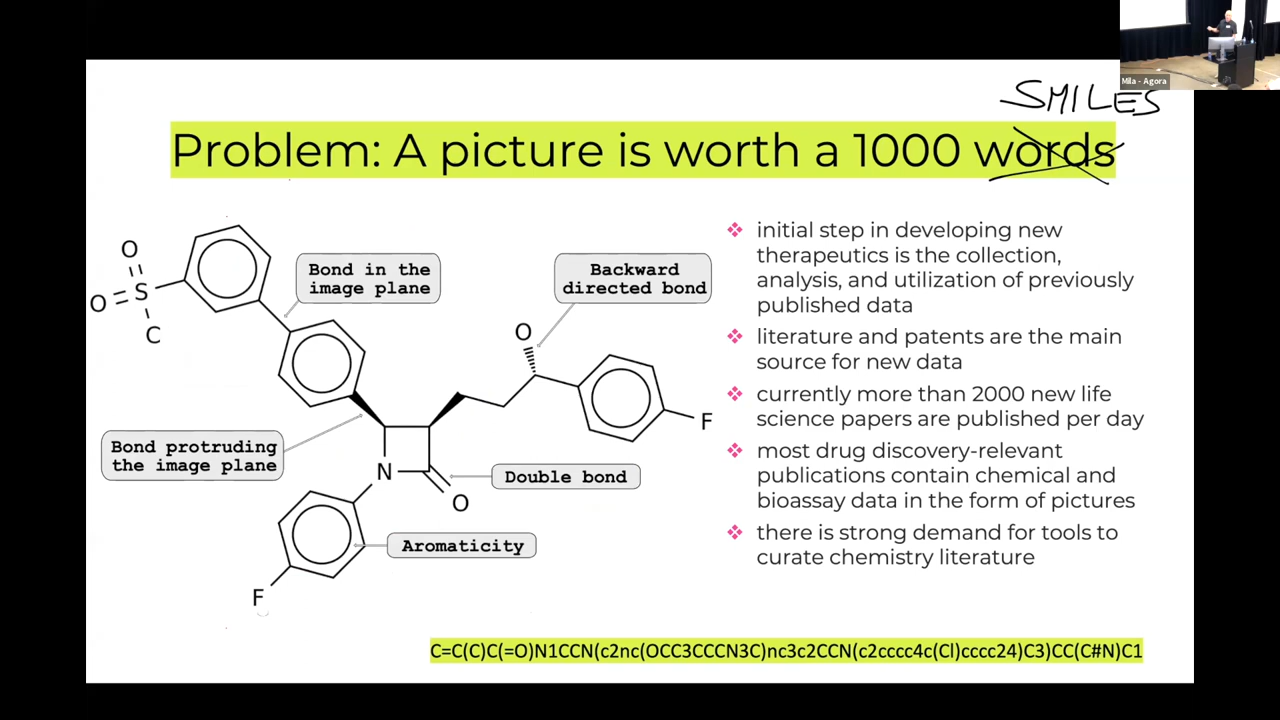 Mila - Agora
SMILES
Problem: A picture is worth a 1000 words
O
O
S
C
Bond in the
image plane
Backward
directed bond
O
F
Bond protruding
the image plane
N
Double bond
O
Aromaticity
F
initial step in developing new
therapeutics is the collection,
analysis, and utilization of previously
published data
literature and patents are the main
source for new data
currently more than 2000 new life
science papers are published per day
most drug discovery-relevant
publications contain chemical and
bioassay data in the form of pictures
there is strong demand for tools to
curate chemistry literature
C=C(C)C(=O)N1CCN(c2nc(OCC3CCCN3C)nc3c2CCN(c2cccc4c(Cl)cccc24)C3)CC(C#N)C1